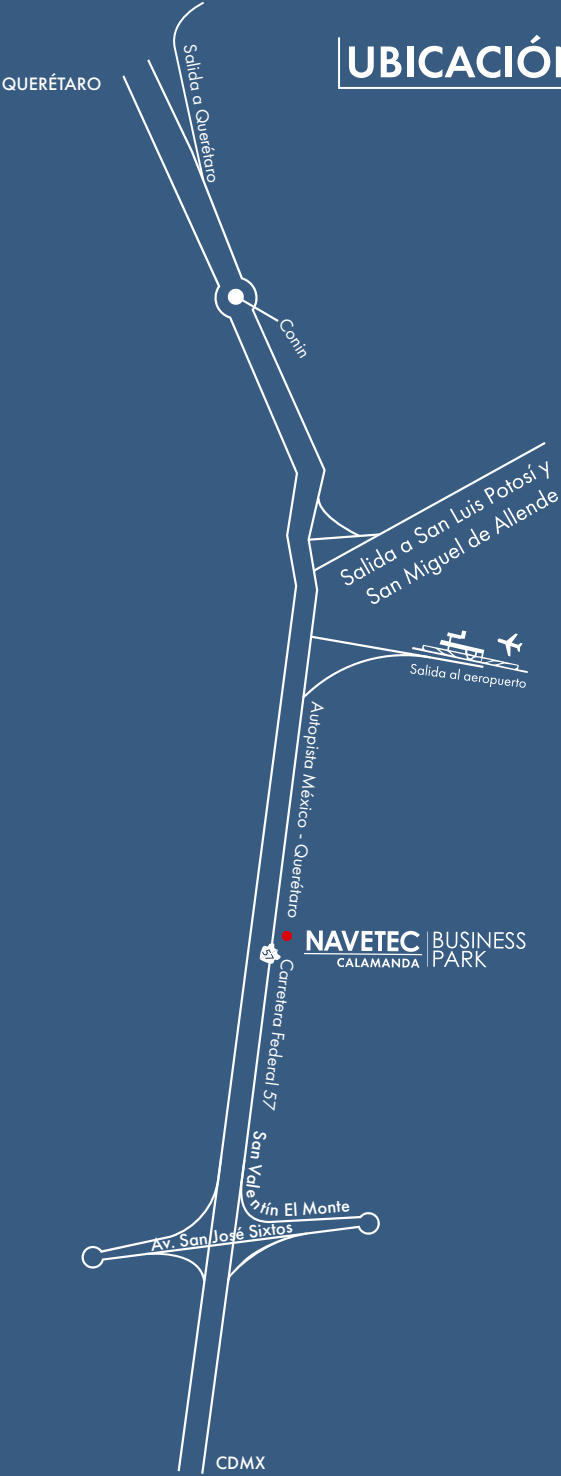 UBICACIÓN
QUERÉTARO
Salida a Querétaro
Conin
Salida a San Luis Potosí y
San Miguel de Allende
Salida al aeropuerto
Autopista México - Querétaro
NAVETEC
CALAMANDA
BUSINESS
PARK
57
Carretera Federal 57
San Valentín El Monte
Av. San José Sixtos
CDMX